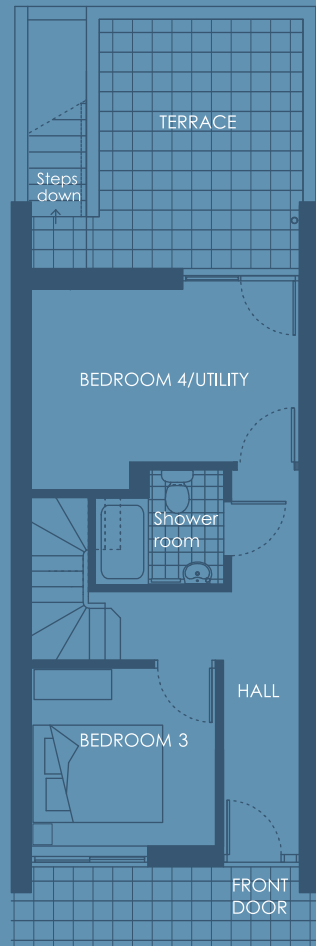 TERRACE
Steps
down
BEDROOM 4/UTILITY
Shower
room
HALL
BEDROOM 3
FRONT
DOOR